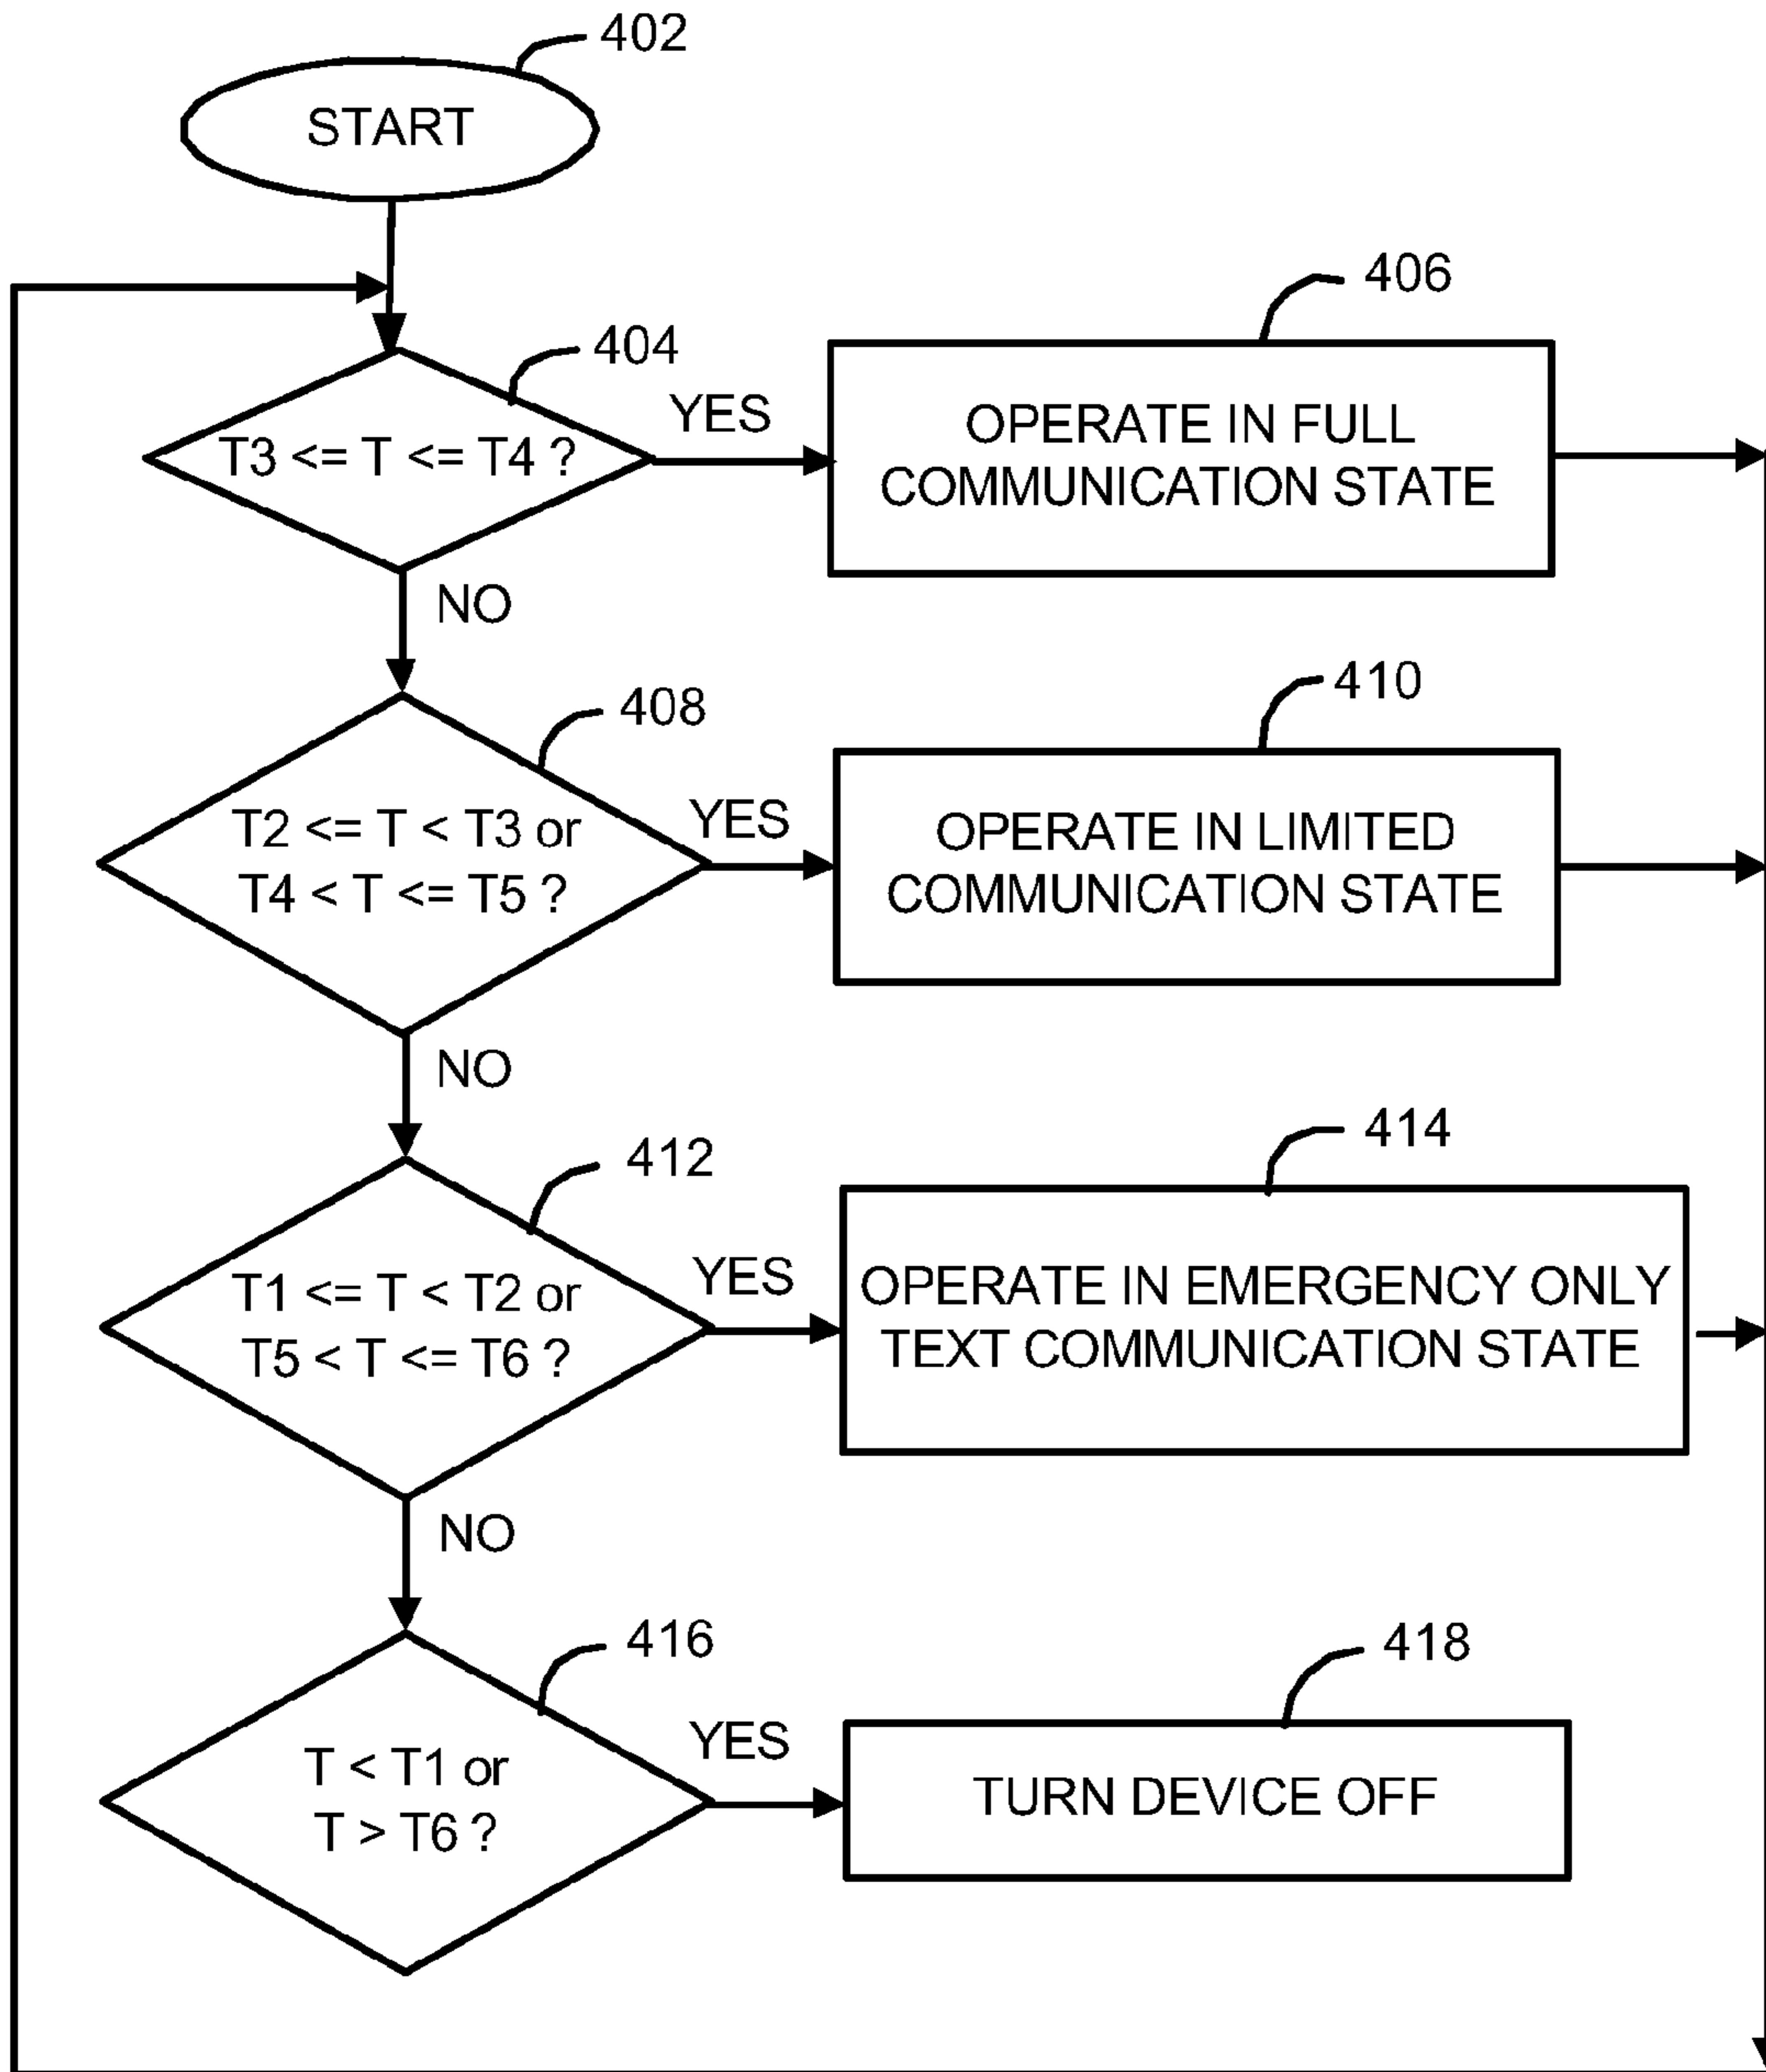 402
START
406
404
YES
T3 <= T <= T4 ?
OPERATE IN FULL
COMMUNICATION STATE
NO
410
408
YES
T2 <= T < T3 or
T4 < T <= T5 ?
OPERATE IN LIMITED
COMMUNICATION STATE
NO
414
412
YES
T1 <= T < T2 or
T5 < T <= T6 ?
OPERATE IN EMERGENCY ONLY
TEXT COMMUNICATION STATE
NO
416
418
YES
T < T1 or
T > T6 ?
TURN DEVICE OFF